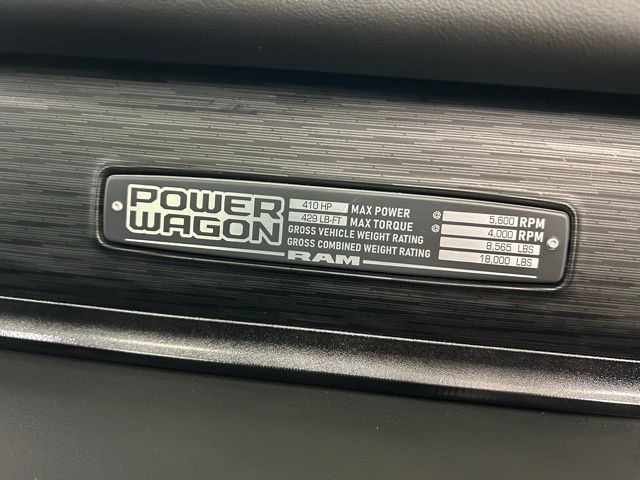 POWER
WAGON
410 HP MAX POWER @ 5,600 RPM
429 LB-FT MAX TORQUE @ 4,000 RPM
GROSS VEHICLE WEIGHT RATING 8,565 LBS
GROSS COMBINED WEIGHT RATING 18,000 LBS
RAM